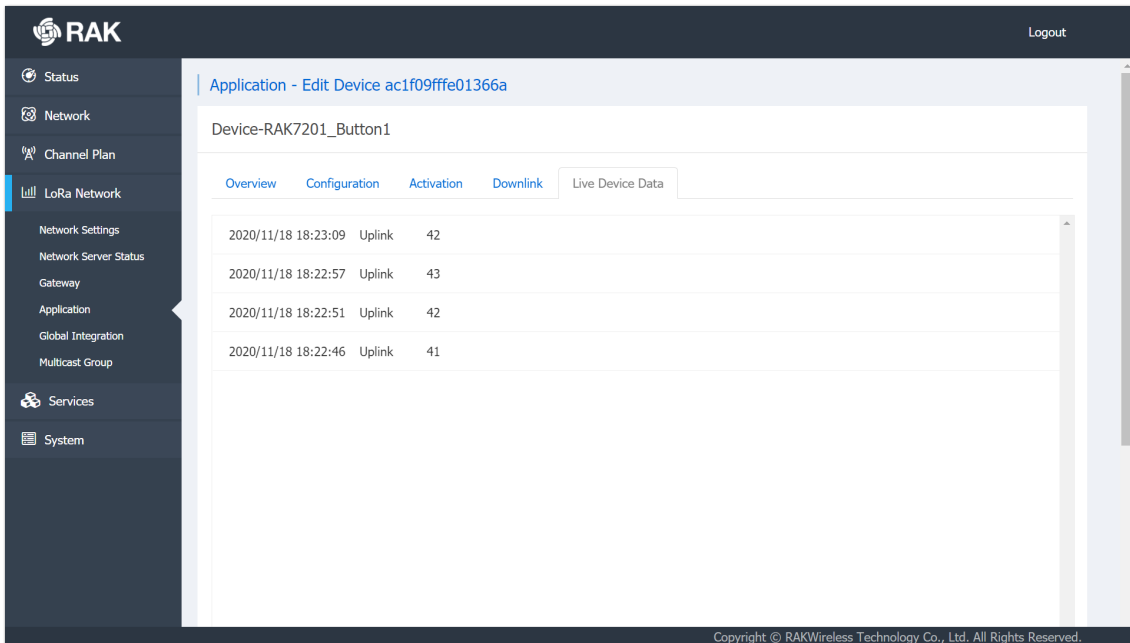 RAK
Logout
Status
Network
Channel Plan
LoRa Network
Network Settings
Network Server Status
Gateway
Application
Global Integration
Multicast Group
Services
System
Application - Edit Device ac1f09fffe01366a
Device-RAK7201_Button1
Overview Configuration Activation Downlink Live Device Data
2020/11/18 18:23:09 Uplink 42
2020/11/18 18:22:57 Uplink 43
2020/11/18 18:22:51 Uplink 42
2020/11/18 18:22:46 Uplink 41
Copyright © RAKWireless Technology Co., Ltd. All Rights Reserved.